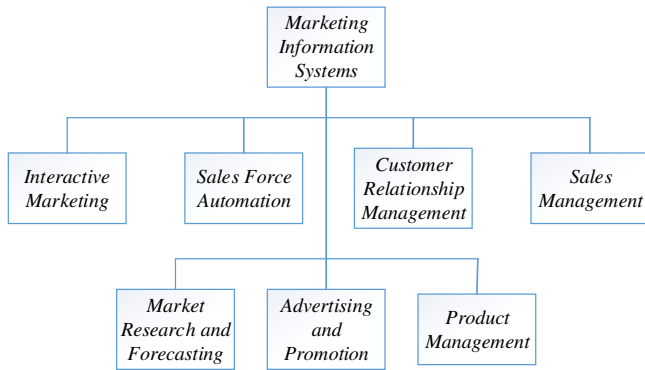 Marketing
Information
Systems
Interactive
Marketing
Sales Force
Automation
Customer
Relationship
Management
Sales
Management
Market
Research and
Forecasting
Advertising
and
Promotion
Product
Management